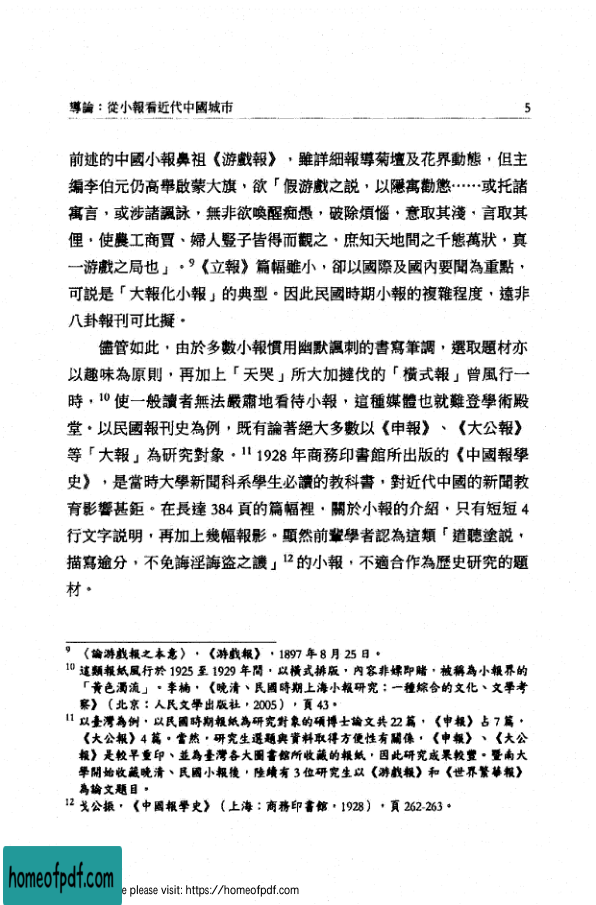 導論：從小報看近代中國城市 5
前述的中國小報鼻祖《游戲報》，雖詳細報導菊壇及花界動態，但主
編李伯元仍高舉啟蒙大旗，欲「假游戲之說，以隱寓勸懲……或托諸
寓言，或涉諸諷詠，無非欲喚醒痴愚，破除煩惱，意取其淺，言取其
俚，使農工商賈、婦人豎子皆得而觀之，庶知天地間之千態萬狀，真
一游戲之局也」。9《立報》篇幅雖小，卻以國際及國內要聞為重點，
可說是「大報化小報」的典型。因此民國時期小報的複雜程度，遠非
八卦報刊可比擬。
儘管如此，由於多數小報慣用幽默諷刺的書寫筆調，選取題材亦
以趣味為原則，再加上「天哭」所大加撻伐的「橫式報」曾風行一
時，10 使一般讀者無法嚴肅地看待小報，這種媒體也就難登學術殿
堂。以民國報刊史為例，既有論著絕大多數以《申報》、《大公報》
等「大報」為研究對象。11 1928 年商務印書館所出版的《中國報學
史》，是當時大學新聞科系學生必讀的教科書，對近代中國的新聞教
育影響甚鉅。在長達 384 頁的篇幅裡，關於小報的介紹，只有短短 4
行文字說明，再加上幾幅報影。顯然前輩學者認為這類「道聽塗說，
描寫逾分，不免誨淫誨盜之譏」12 的小報，不適合作為歷史研究的題
材。
9 〈論游戲報之本意〉，《游戲報》，1897 年 8 月 25 日。
10 這類報紙風行於 1925 至 1929 年間，以橫式排版，內容非嫖即賭，被稱為小報界的
「黃色濁流」。李楠，《晚清、民國時期上海小報研究：一種綜合的文化、文學考
察》（北京：人民文學出版社，2005），頁 43。
11 以臺灣為例，以民國時期報紙為研究對象的碩博士論文共 22 篇，《申報》占 7 篇，
《大公報》4 篇。當然，研究生選題與資料取得方便性有關係，《申報》、《大公
報》是較早重印、並為臺灣各大圖書館所收藏的報紙，因此研究成果較豐。暨南大
學開始收藏晚清、民國小報後，陸續有 3 位研究生以《游戲報》和《世界繁華報》
為論文題目。
12 戈公振，《中國報學史》（上海：商務印書館，1928），頁 262-263。
homeofpdf.com
e please visit: https://homeofpdf.com